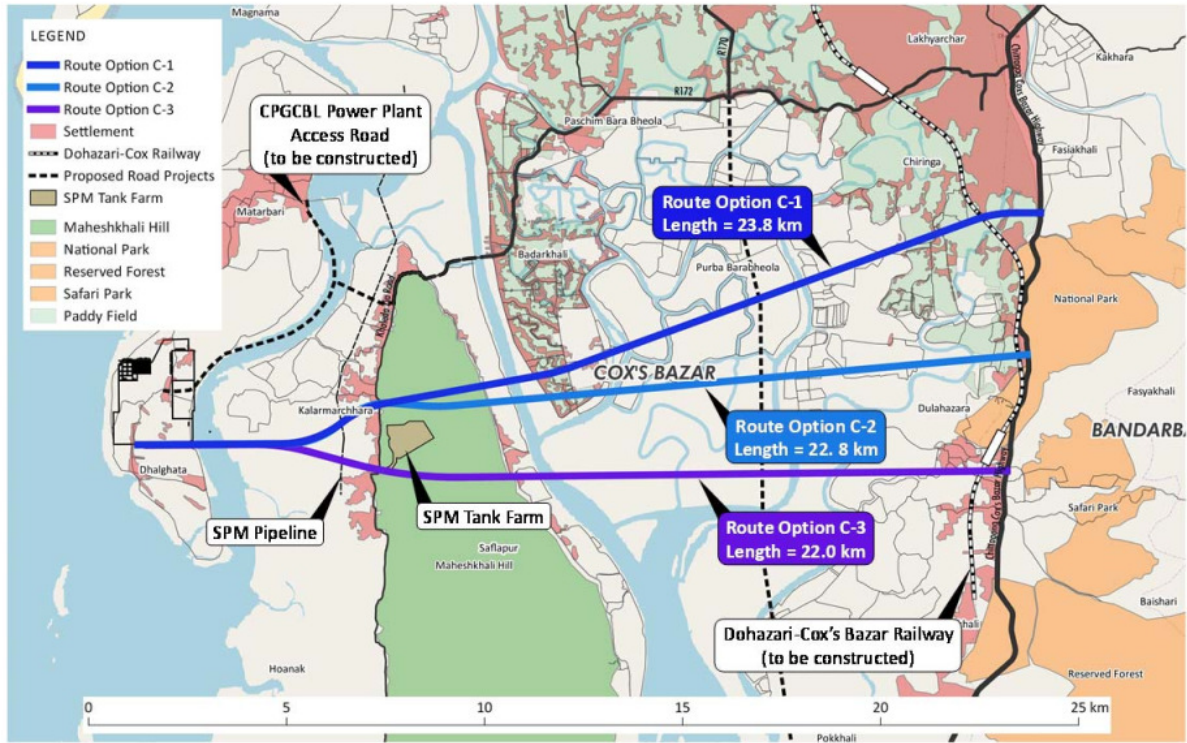 Magnama
LEGEND
Route Option C-1
Route Option C-2
Route Option C-3
Settlement
Dohazari-Cox Railway
Proposed Road Projects
SPM Tank Farm
Maheshkhali Hill
National Park
Reserved Forest
Safari Park
Paddy Field
CPGCBL Power Plant
Access Road
(to be constructed)
Lakhyarchar
Kakhara
R170
R172
Paschim Bara Bheola
Fasiakhali
Chiringa
Matarbari
Route Option C-1
Length = 23.8 km
Badarkhali
Purba Barabheola
National Park
COX'S BAZAR
Kalarmarchhara
Dulahazara
Fasyakhali
BANDARBA
Route Option C-2
Length = 22. 8 km
Dhalghata
SPM Pipeline
SPM Tank Farm
Safari Park
Route Option C-3
Length = 22.0 km
Saflapur
Maheshkhali Hill
Chittagong Cox's Bazar Highway
Baishari
Dohazari-Cox's Bazar Railway
(to be constructed)
Hoanak
Reserved Forest
0 5 10 15 20 25 km
Pokkhali